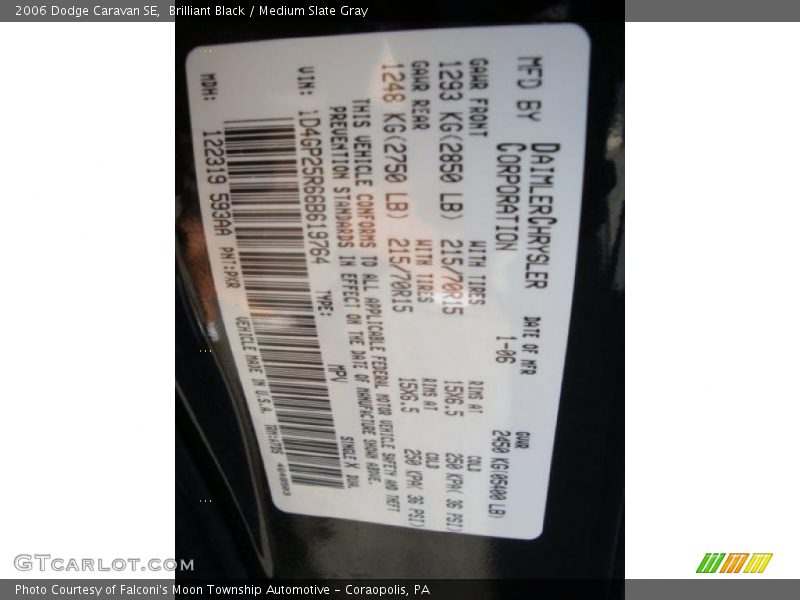 2006 Dodge Caravan SE,  Brilliant Black / Medium Slate Gray
MFD BY DAIMLERCHRYSLER CORPORATION
DATE OF MFR 1-06
GVWR 2450 KG(05400 LB)
GAWR FRONT WITH TIRES RIMS AT COLD
1293 KG(2850 LB) 215/70R15 15X6.5 250 KPA( 36 PSI)
GAWR REAR WITH TIRES RIMS AT COLD
1248 KG(2750 LB) 215/70R15 15X6.5 250 KPA( 36 PSI)
THIS VEHICLE CONFORMS TO ALL APPLICABLE FEDERAL MOTOR VEHICLE SAFETY AND THEFT
PREVENTION STANDARDS IN EFFECT ON THE DATE OF MANUFACTURE SHOWN ABOVE.
VIN: 1D4GP25R66B619764 TYPE: MPV SINGLE X DUAL
MDH: 122319 593AA PNT:PXR VEHICLE MADE IN U.S.A.
GTCARLOT.COM
Photo Courtesy of Falconi's Moon Township Automotive - Coraopolis, PA